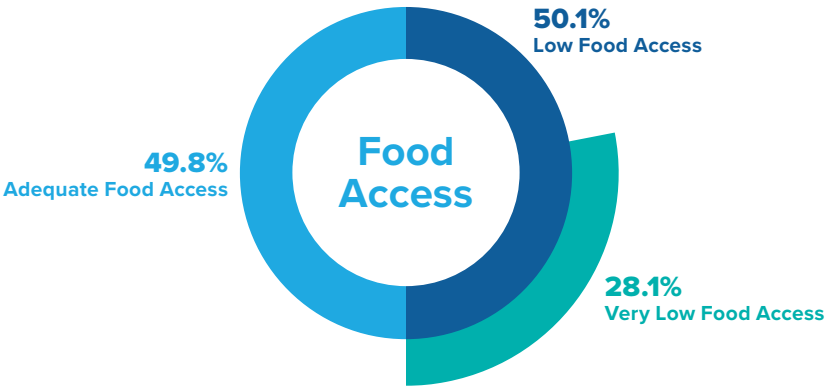 50.1%
Low Food Access
49.8%
Adequate Food Access
Food
Access
28.1%
Very Low Food Access